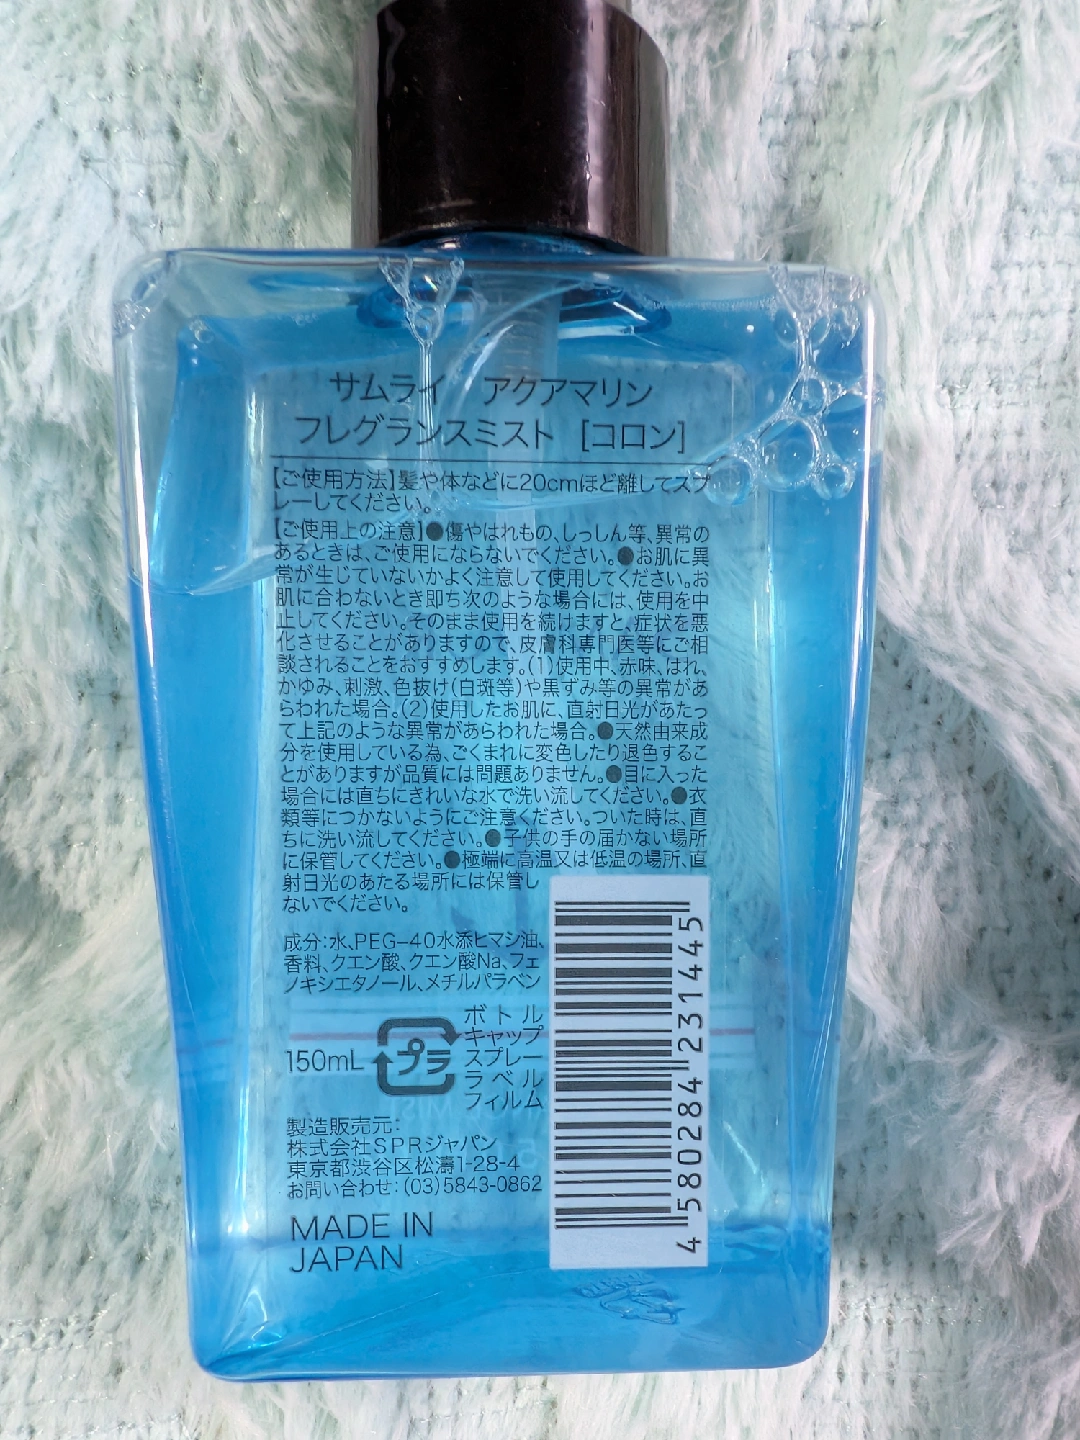 サムライ　アクアマリン
フレグランスミスト　[コロン]
【ご使用方法】髪や体などに20cmほど離してスプ
レーしてください。
【ご使用上の注意】●傷やはれもの、しっしん等、異常の
あるときは、ご使用にならないでください。●お肌に異
常が生じていないかよく注意して使用してください。お
肌に合わないとき即ち次のような場合には、使用を中
止してください。そのまま使用を続けますと、症状を悪
化させることがありますので、皮膚科専門医等にご相
談されることをおすすめします。(1)使用中、赤味、はれ、
かゆみ、刺激、色抜け(白斑等)や黒ずみ等の異常があ
らわれた場合。(2)使用したお肌に、直射日光があたっ
て上記のような異常があらわれた場合。●天然由来成
分を使用している為、ごくまれに変色したり退色するこ
とがありますが品質には問題ありません。●目に入った
場合には直ちにきれいな水で洗い流してください。●衣
類等につかないようにご注意ください。ついた時は、直
ちに洗い流してください。●子供の手の届かない場所
に保管してください。●極端に高温又は低温の場所、直
射日光のあたる場所には保管し
ないでください。
成分:水、PEG-40水添ヒマシ油、
香料、クエン酸、クエン酸Na、フェ
ノキシエタノール、メチルパラベン
150mL
プラ
ボトル
キャップ
スプレー
ラベル
フィルム
製造販売元:
株式会社SPRジャパン
東京都渋谷区松濤1-28-4
お問い合わせ:(03)5843-0862
MADE IN
JAPAN
4 580284 231445